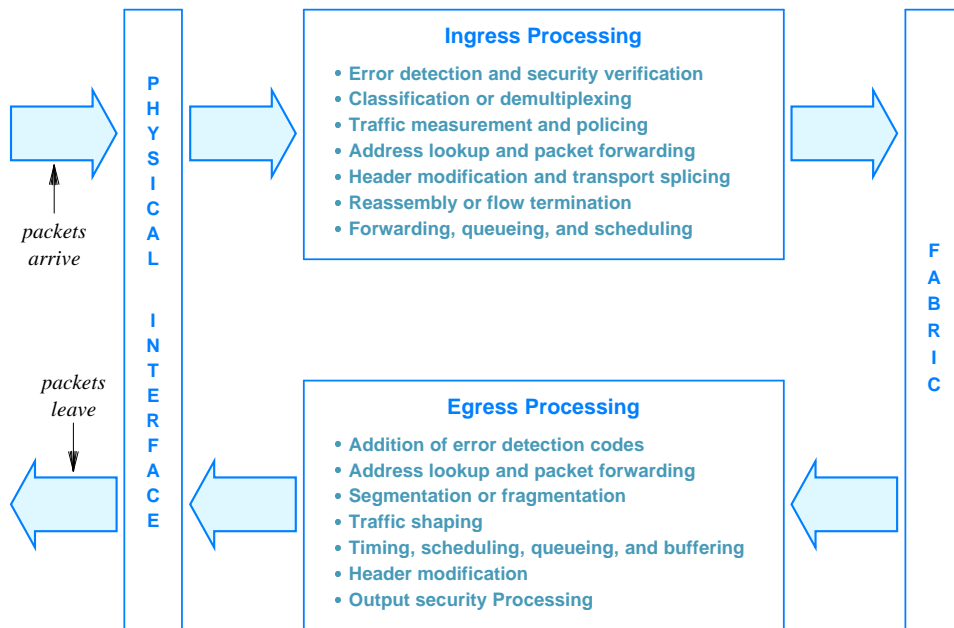 Ingress Processing
• Error detection and security verification
• Classification or demultiplexing
• Traffic measurement and policing
• Address lookup and packet forwarding
• Header modification and transport splicing
• Reassembly or flow termination
• Forwarding, queueing, and scheduling
packets
arrive
PHYSICAL INTERFACE
FABRIC
packets
leave
Egress Processing
• Addition of error detection codes
• Address lookup and packet forwarding
• Segmentation or fragmentation
• Traffic shaping
• Timing, scheduling, queueing, and buffering
• Header modification
• Output security Processing